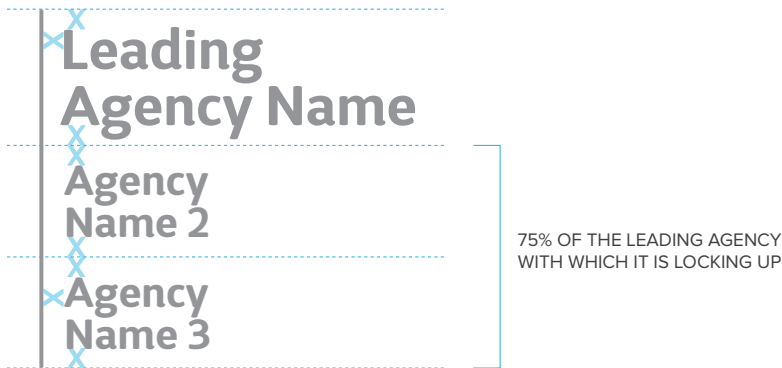 X
X Leading
Agency Name
X
X
Agency
Name 2
X
X
X Agency
Name 3
X
75% OF THE LEADING AGENCY
WITH WHICH IT IS LOCKING UP